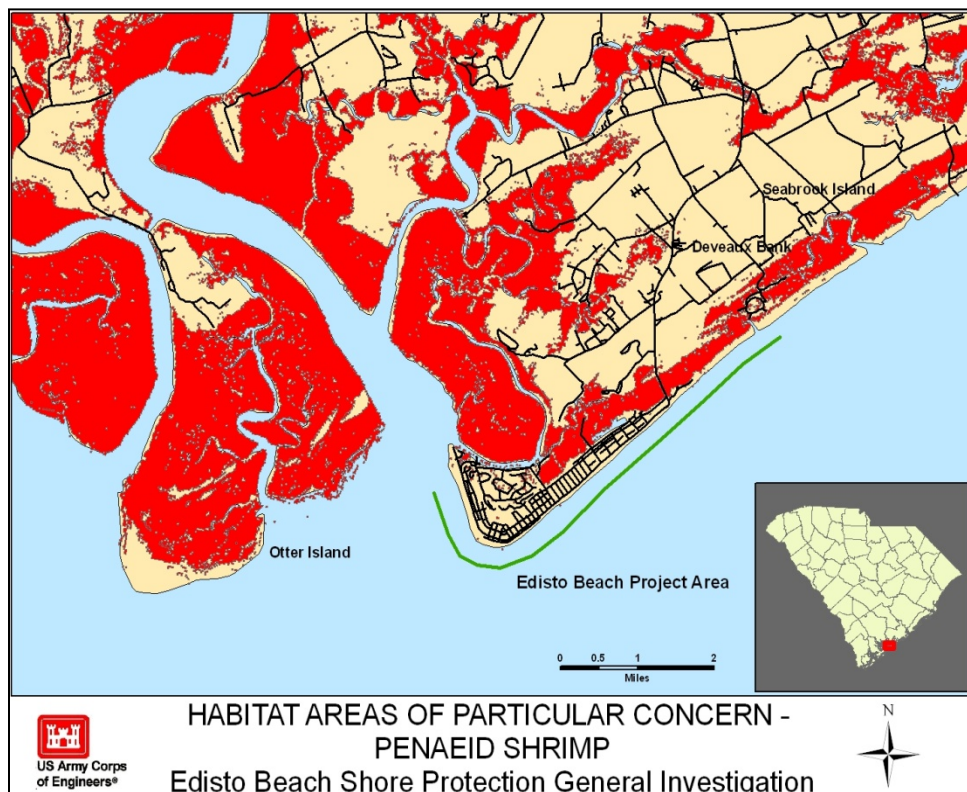 Seabrook Island
Deveaux Bank
Otter Island
Edisto Beach Project Area
0 0.5 1 2
Miles
HABITAT AREAS OF PARTICULAR CONCERN -
PENAEID SHRIMP
Edisto Beach Shore Protection General Investigation
US Army Corps
of Engineers®
N